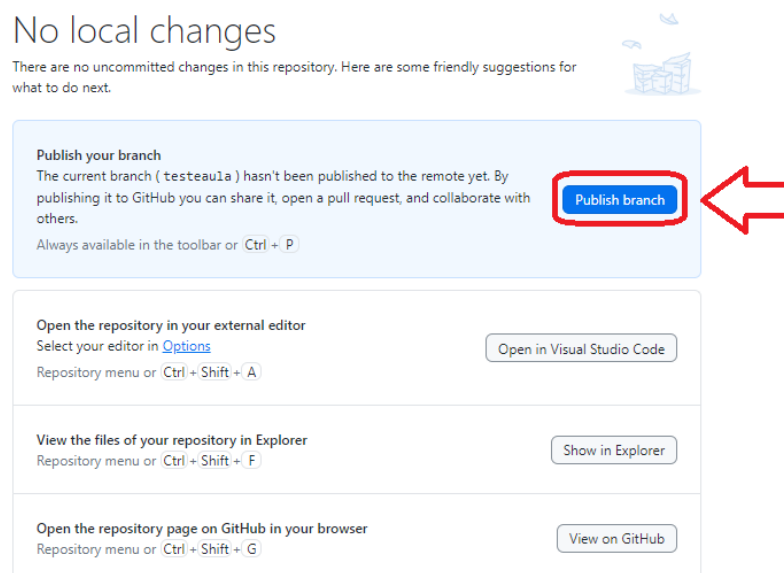 No local changes
There are no uncommitted changes in this repository. Here are some friendly suggestions for
what to do next.
Publish your branch
The current branch ( testeaula ) hasn't been published to the remote yet. By
publishing it to GitHub you can share it, open a pull request, and collaborate with
others.
Always available in the toolbar or Ctrl + P
Publish branch
Open the repository in your external editor
Select your editor in Options
Repository menu or Ctrl + Shift + A
Open in Visual Studio Code
View the files of your repository in Explorer
Repository menu or Ctrl + Shift + F
Show in Explorer
Open the repository page on GitHub in your browser
Repository menu or Ctrl + Shift + G
View on GitHub